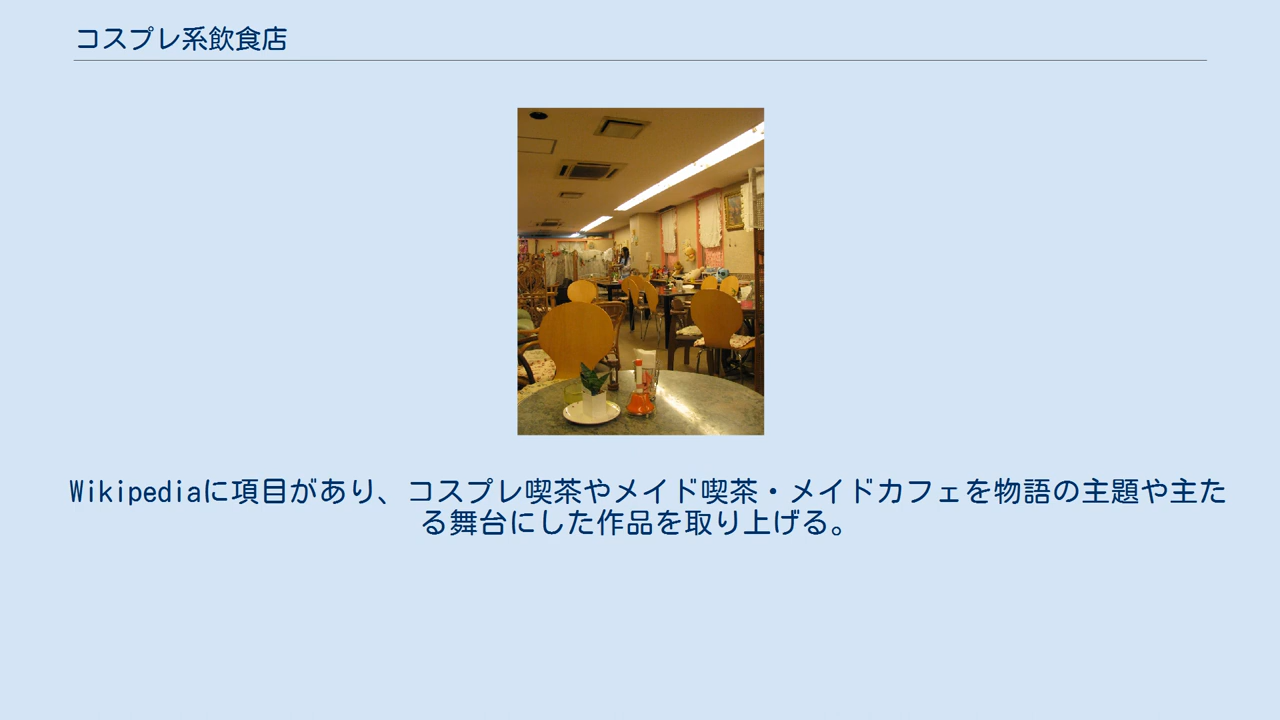 コスプレ系飲食店
Wikipediaに項目があり、コスプレ喫茶やメイド喫茶・メイドカフェを物語の主題や主た
る舞台にした作品を取り上げる。